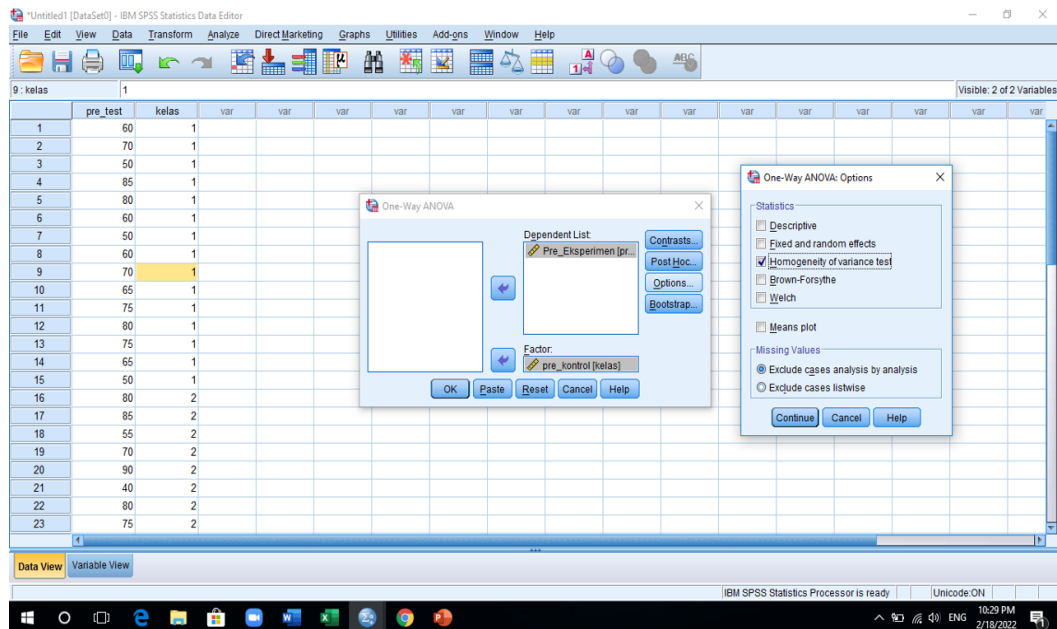 *Untitled1 [DataSet0] - IBM SPSS Statistics Data Editor
File Edit View Data Transform Analyze Direct Marketing Graphs Utilities Add-ons Window Help
9 : kelas 1 Visible: 2 of 2 Variables
pre_test kelas var var var var var var var var var var var var var var var
1 60 1
2 70 1
3 50 1
4 85 1
5 80 1
6 60 1
7 50 1
8 60 1
9 70 1
10 65 1
11 75 1
12 80 1
13 75 1
14 65 1
15 50 1
16 80 2
17 85 2
18 55 2
19 70 2
20 90 2
21 40 2
22 80 2
23 75 2
One-Way ANOVA
Dependent List:
Pre_Eksperimen [pr...
Contrasts...
Post Hoc...
Options...
Bootstrap...
Factor:
pre_kontrol [kelas]
OK Paste Reset Cancel Help
One-Way ANOVA: Options
Statistics
Descriptive
Fixed and random effects
Homogeneity of variance test
Brown-Forsythe
Welch
Means plot
Missing Values
Exclude cases analysis by analysis
Exclude cases listwise
Continue Cancel Help
Data View Variable View
IBM SPSS Statistics Processor is ready Unicode:ON
ENG 10:29 PM
2/18/2022